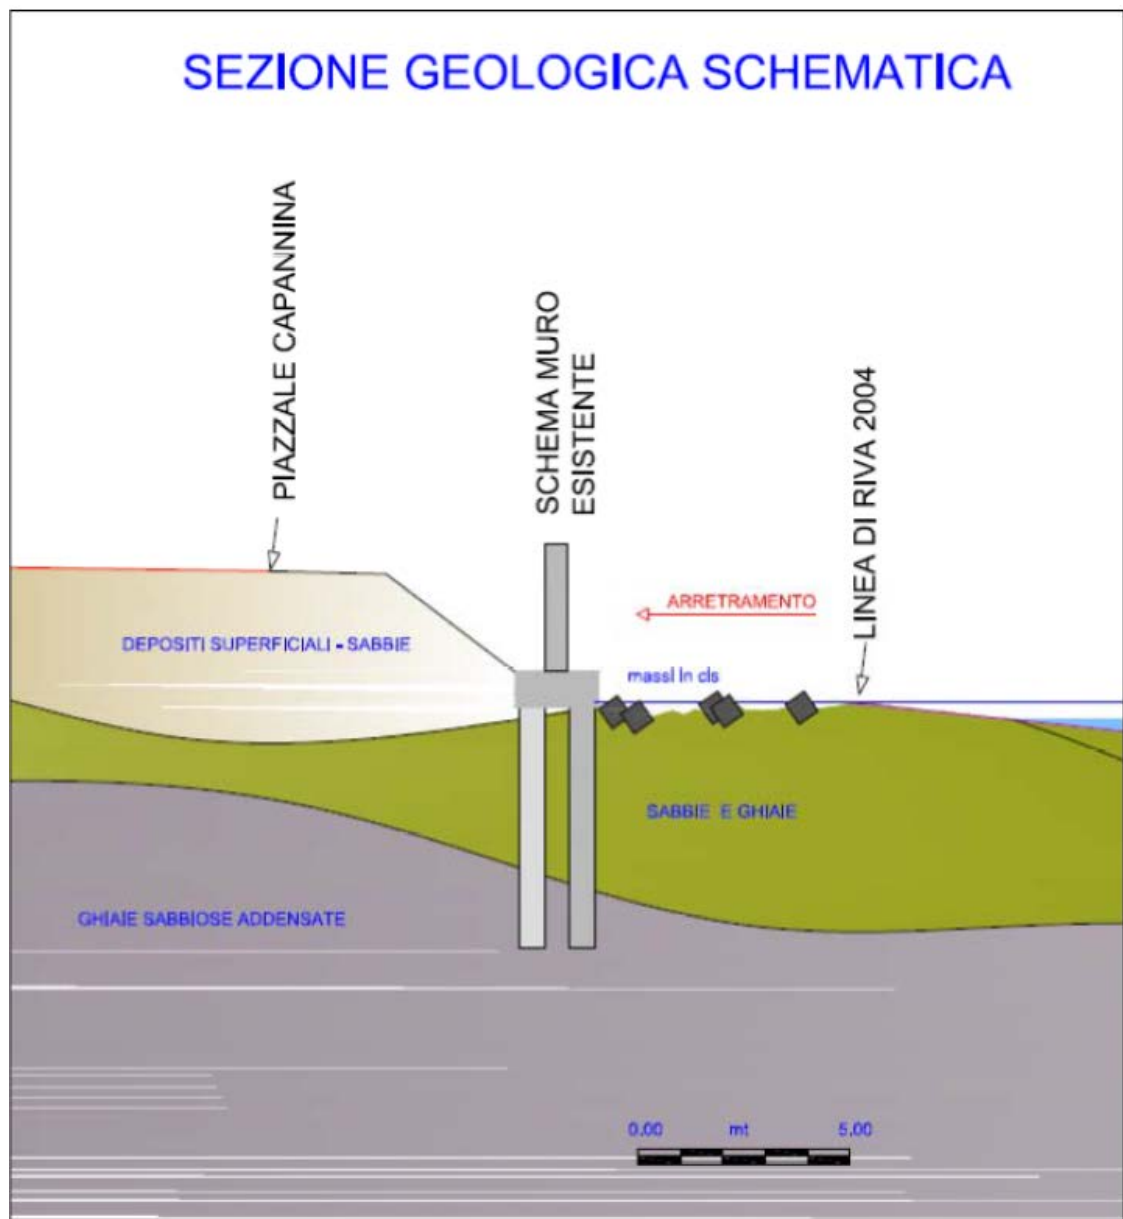 SEZIONE GEOLOGICA SCHEMATICA
PIAZZALE CAPANNINA
SCHEMA MURO
ESISTENTE
LINEA DI RIVA 2004
ARRETRAMENTO
DEPOSITI SUPERFICIALI - SABBIE
massi in cls
SABBIE E GHIAIE
GHIAIE SABBIOSE ADDENSATE
0.00 mt 5.00